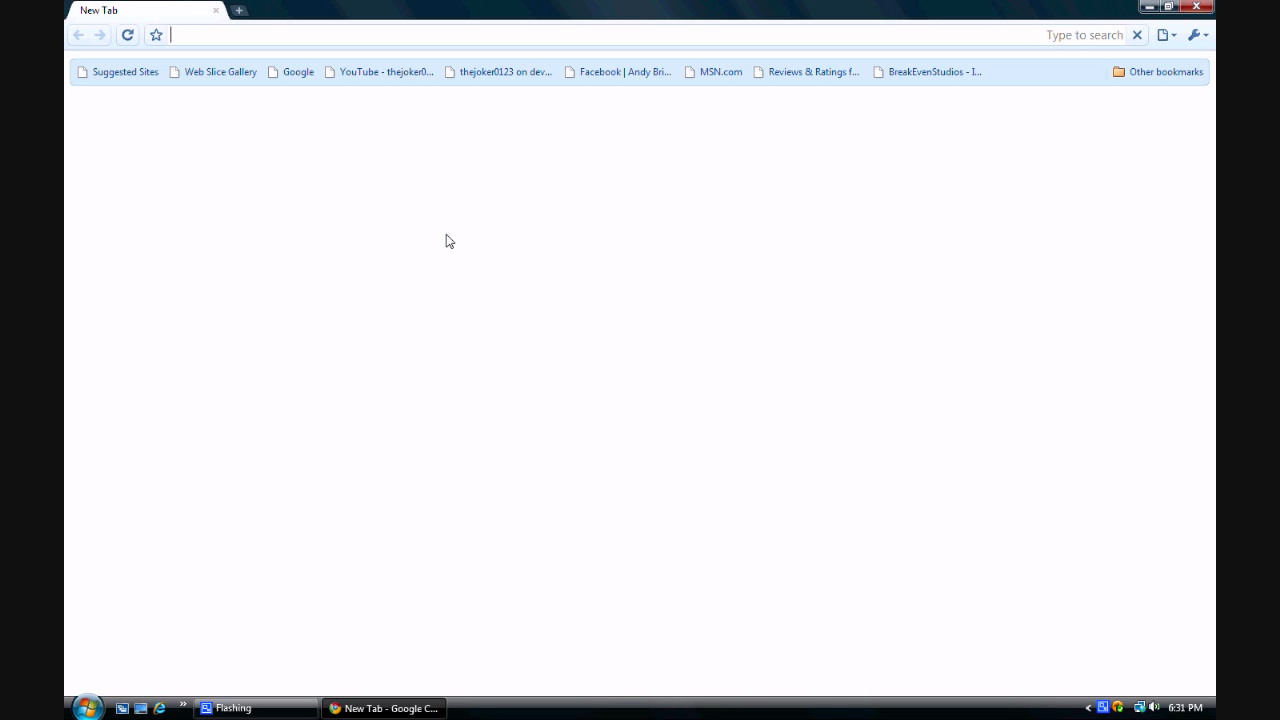 New Tab
Type to search
Suggested Sites Web Slice Gallery Google YouTube - thejoker0... thejoker0123 on dev... Facebook | Andy Bri... MSN.com Reviews & Ratings f... BreakEvenStudios - I... Other bookmarks
Flashing New Tab - Google C... 6:31 PM